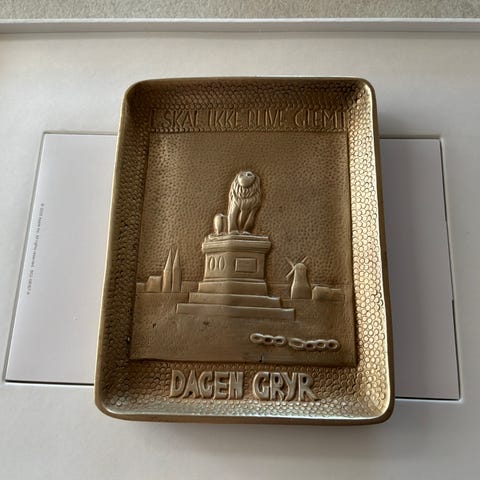 I SKAL IKKE BLIVE GLEMT
DAGEN GRYR